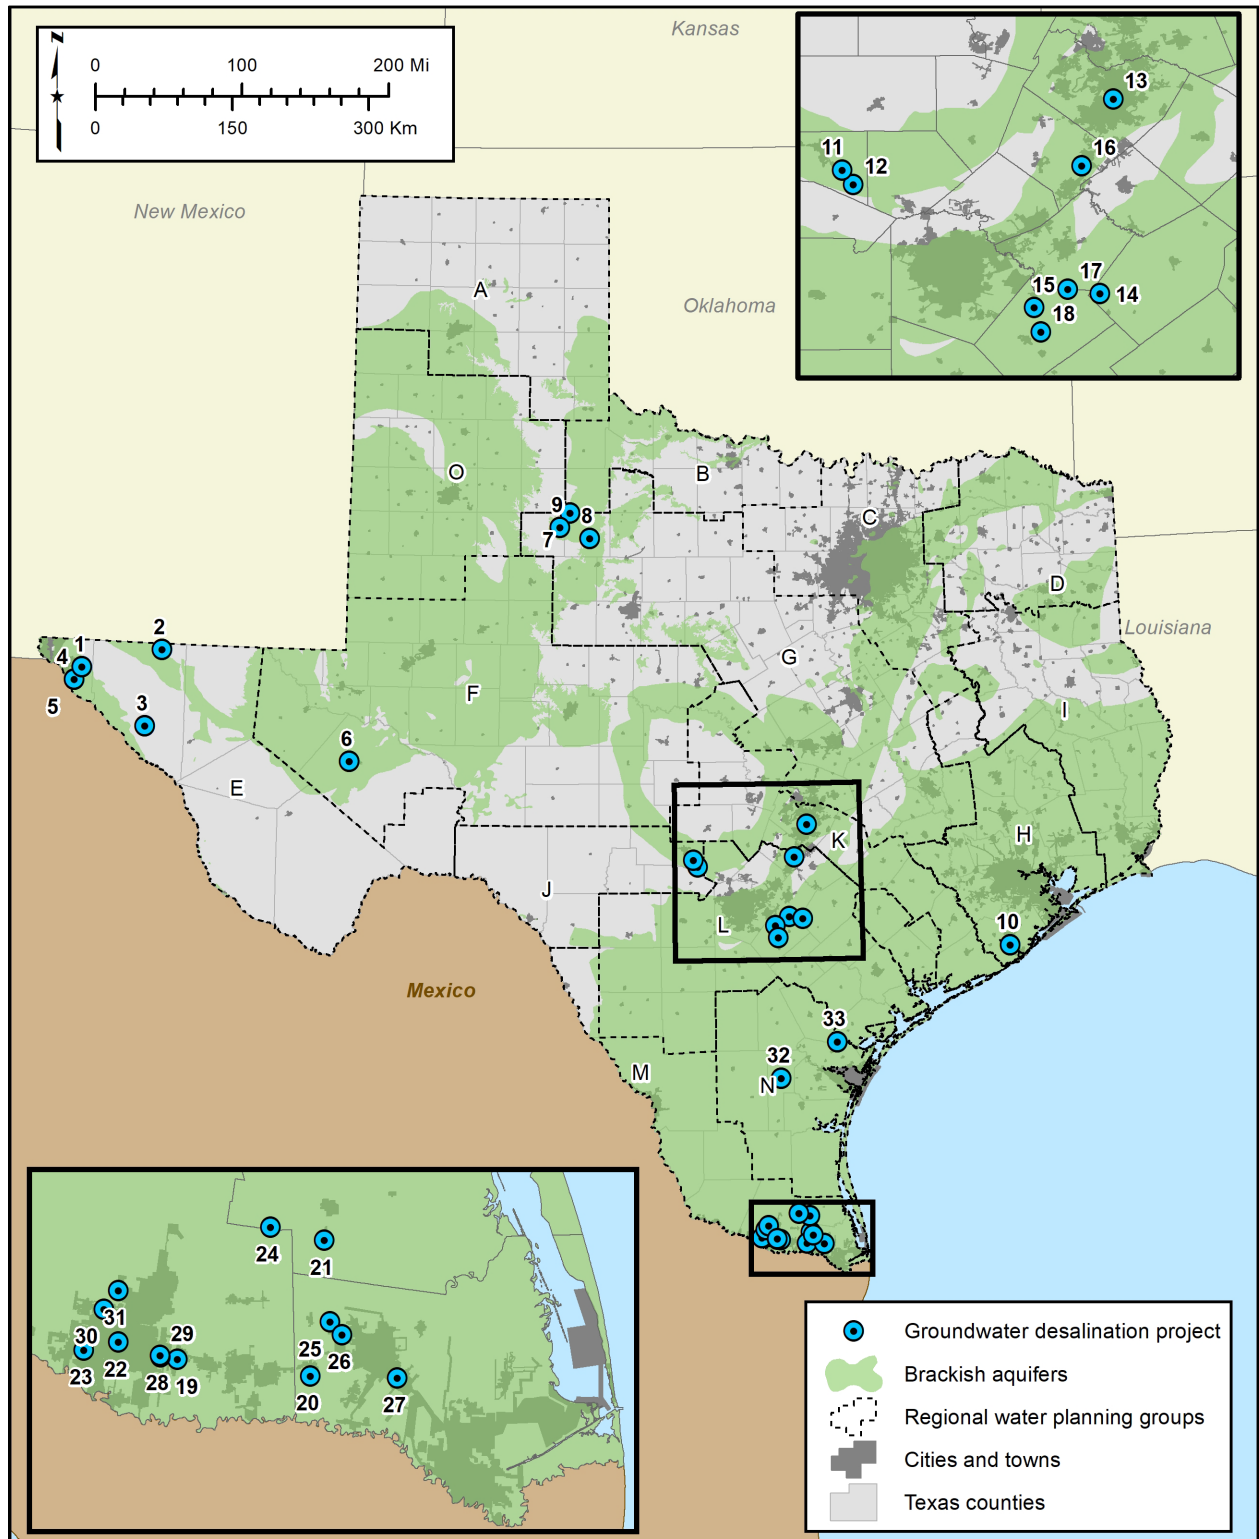 Kansas
N
0 100 200 Mi
0 150 300 Km
13
16
11
12
17
15
14
18
New Mexico
A
Oklahoma
O
B
9
8
7
C
D
Louisiana
G
1
2
4
5
3
F
I
6
E
K
H
J
L
10
Mexico
33
32
M
N
24
21
31
30
29
25
26
23
22
28
19
20
27
Groundwater desalination project
Brackish aquifers
Regional water planning groups
Cities and towns
Texas counties